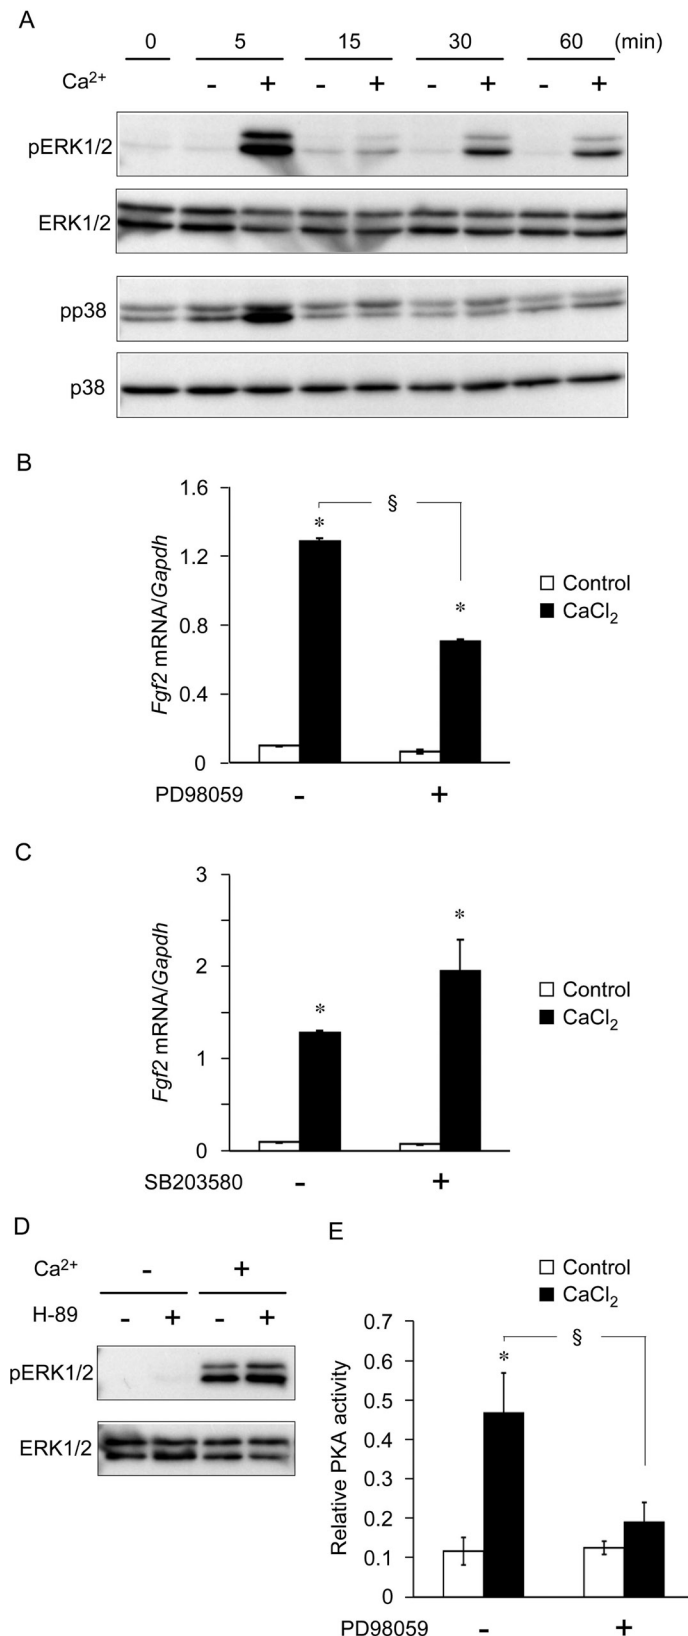 A
0 5 15 30 60 (min)
Ca2+ - + - + - + - +
pERK1/2
ERK1/2
pp38
p38
B
1.6
§
*
1.2
Control
*
CaCl2
0.8
0.4
0
Fgf2 mRNA/Gapdh
PD98059 - +
C
3
*
2
Control
*
CaCl2
1
0
Fgf2 mRNA/Gapdh
SB203580 - +
D
Ca2+ - +
H-89 - + - +
pERK1/2
ERK1/2
E
Control
CaCl2
0.7
§
*
0.6
0.5
0.4
0.3
0.2
0.1
0
Relative PKA activity
PD98059 - +